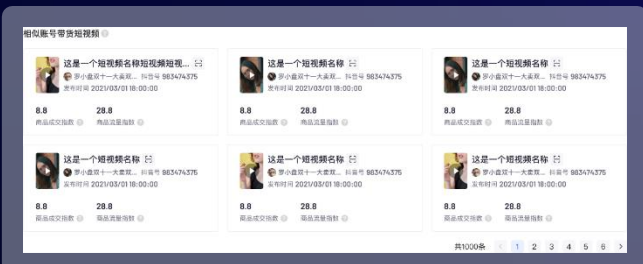 相似账号带货短视频
这是一个短视频名称短视频短视...
罗小盘双十一大卖双... 抖音号 983474375
发布时间 2021/03/01 18:00:00
8.8
28.8
商品成交指数
商品流量指数
这是一个短视频名称
罗小盘双十一大卖双... 抖音号 983474375
发布时间 2021/03/01 18:00:00
8.8
28.8
商品成交指数
商品流量指数
这是一个短视频名称
罗小盘双十一大卖双... 抖音号 983474375
发布时间 2021/03/01 18:00:00
8.8
28.8
商品成交指数
商品流量指数
这是一个短视频名称
罗小盘双十一大卖双... 抖音号 983474375
发布时间 2021/03/01 18:00:00
8.8
28.8
商品成交指数
商品流量指数
这是一个短视频名称
罗小盘双十一大卖双... 抖音号 983474375
发布时间 2021/03/01 18:00:00
8.8
28.8
商品成交指数
商品流量指数
这是一个短视频名称
罗小盘双十一大卖双... 抖音号 983474375
发布时间 2021/03/01 18:00:00
8.8
28.8
商品成交指数
商品流量指数
共1000条 < 1 2 3 4 5 6 >